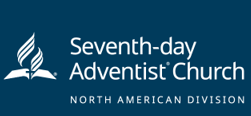 Seventh-day
Adventist® Church
NORTH AMERICAN DIVISION